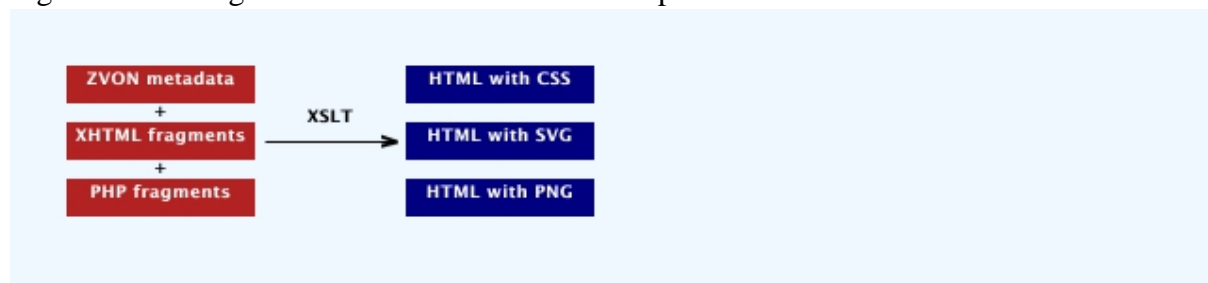 ZVON metadata
+
XHTML fragments
+
PHP fragments
XSLT
HTML with CSS
HTML with SVG
HTML with PNG